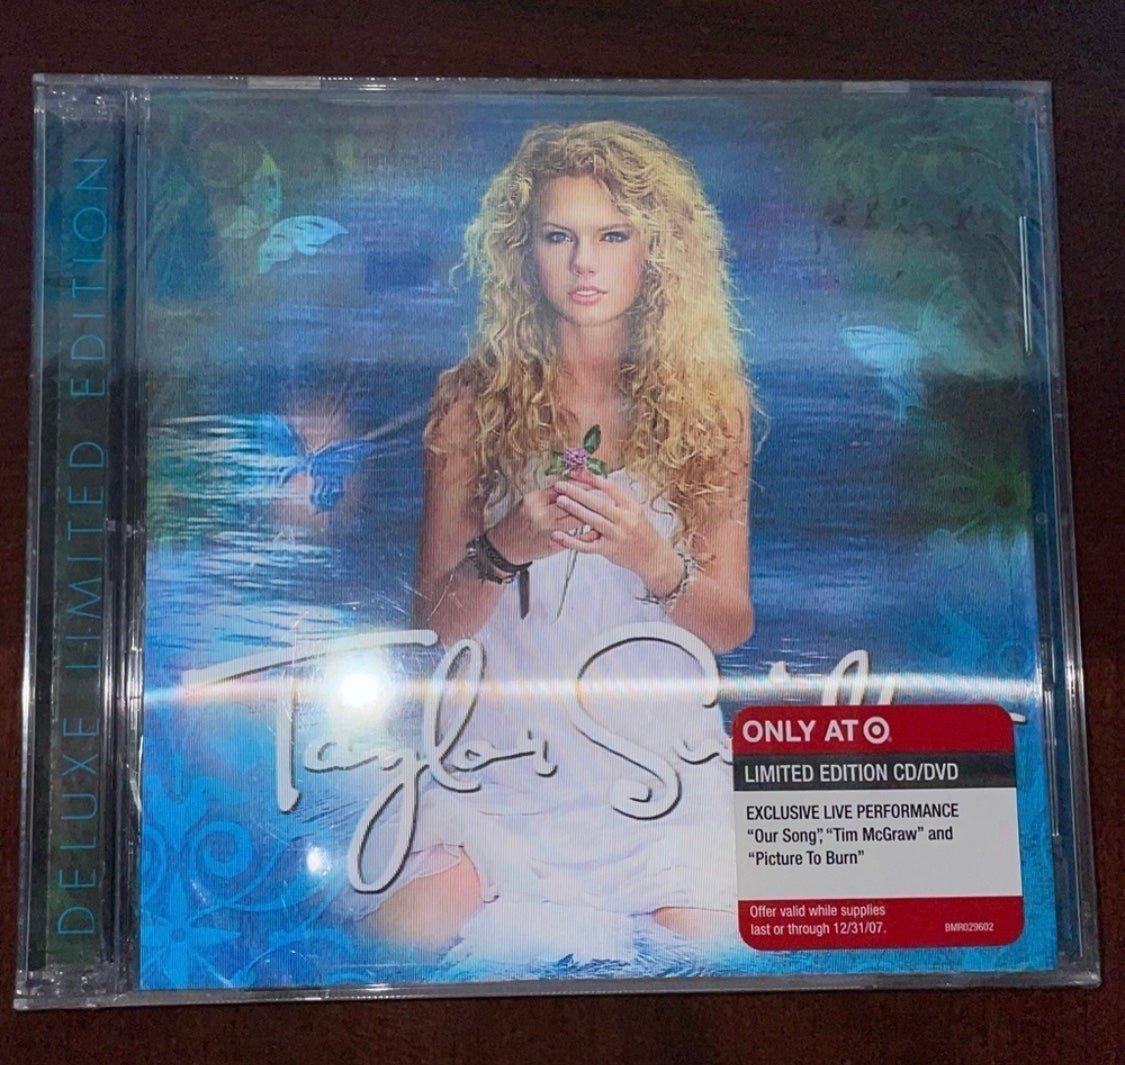 DELUXE LIMITED EDITION
Taylor Swift
ONLY AT
LIMITED EDITION CD/DVD
EXCLUSIVE LIVE PERFORMANCE
“Our Song”, “Tim McGraw” and
“Picture To Burn”
Offer valid while supplies
last or through 12/31/07.
BMR029602